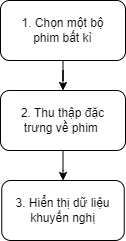 1. Chọn một bộ
phim bất kì
2. Thu thập đặc
trưng về phim
3. Hiển thị dữ liệu
khuyến nghị